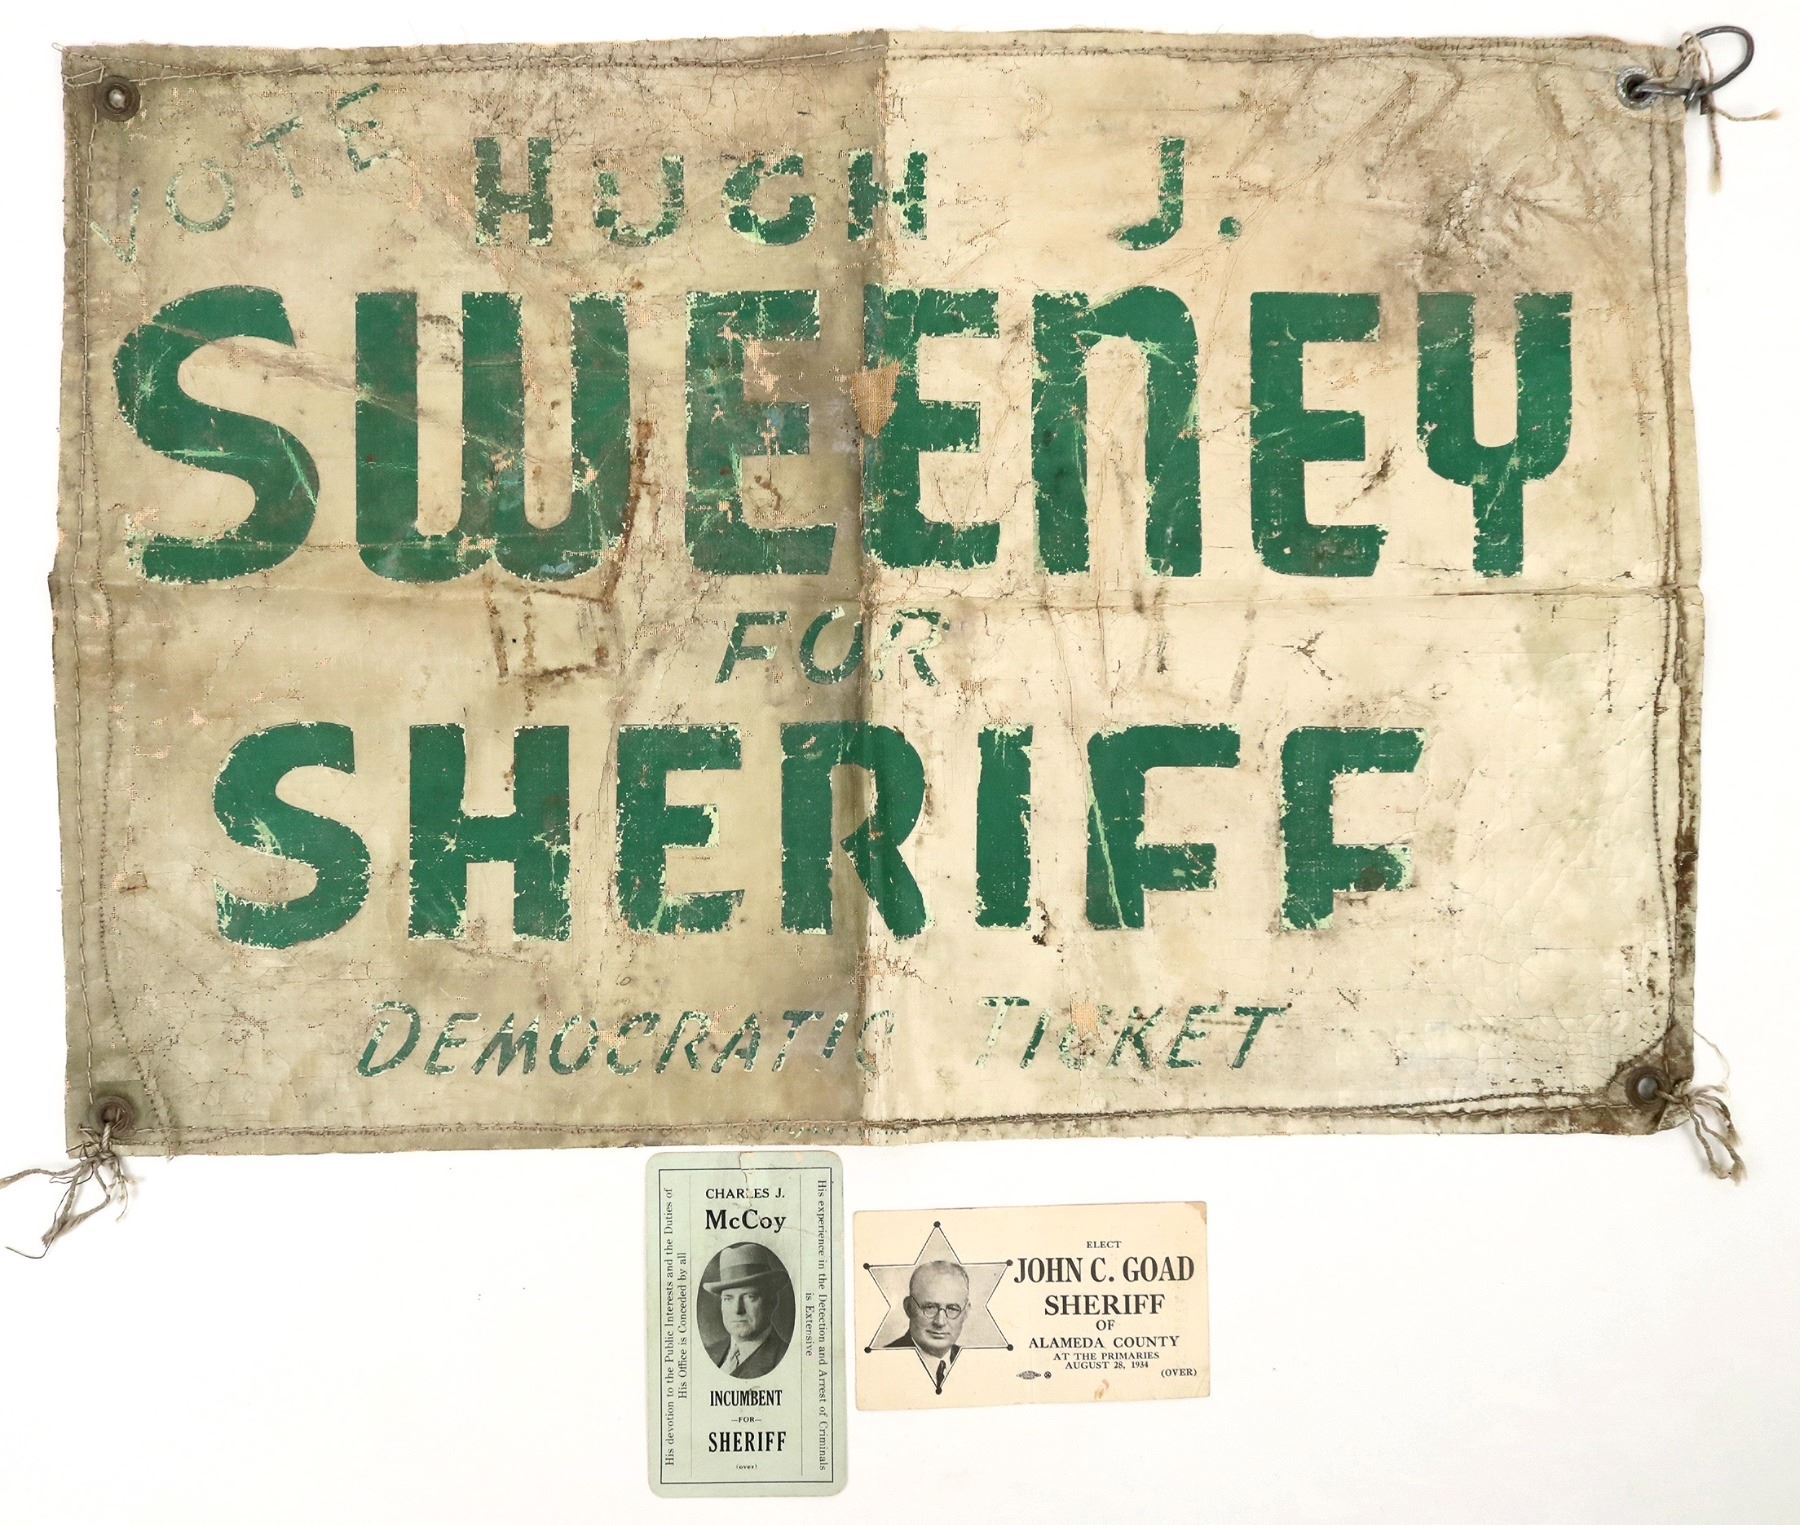 VOTE
HUGH J.
SWEENEY
FOR
SHERIFF
DEMOCRATIC TICKET
His devotion to the Public Interests and the Duties of
His Office is Conceded by all
CHARLES J.
McCoy
INCUMBENT
—FOR—
SHERIFF
(over)
His experience in the Detection and Arrest of Criminals
is Extensive
ELECT
JOHN C. GOAD
SHERIFF
OF
ALAMEDA COUNTY
AT THE PRIMARIES
AUGUST 28, 1934
(OVER)